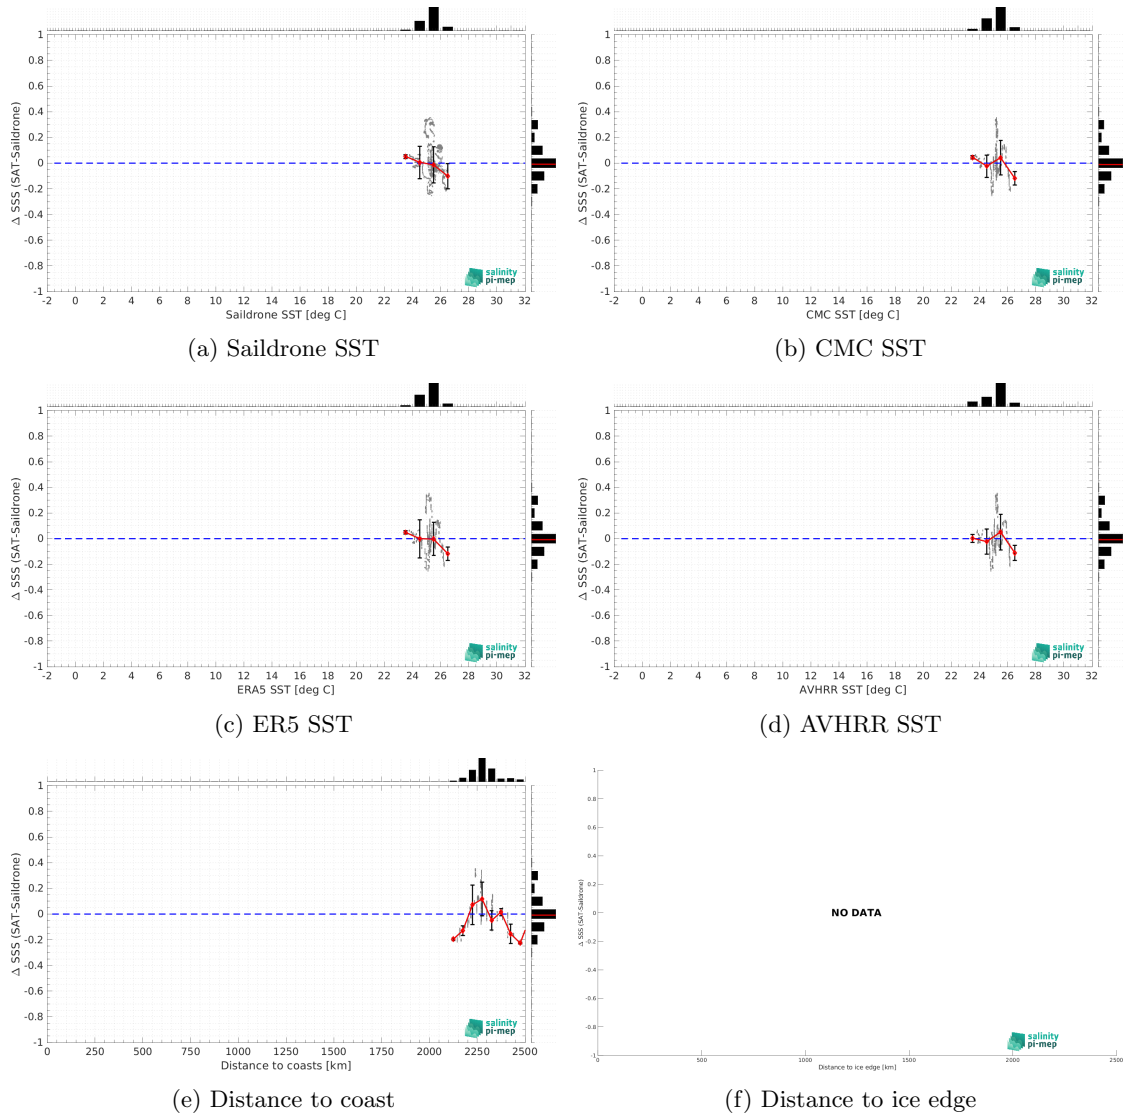 1
0.8
0.6
0.4
0.2
0
-0.2
-0.4
-0.6
-0.8
-1
Δ SSS (SAT-Saildrone)
salinity
pi-mep
-2 0 2 4 6 8 10 12 14 16 18 20 22 24 26 28 30 32
Saildrone SST [deg C]
(a) Saildrone SST
1
0.8
0.6
0.4
0.2
0
-0.2
-0.4
-0.6
-0.8
-1
Δ SSS (SAT-Saildrone)
salinity
pi-mep
-2 0 2 4 6 8 10 12 14 16 18 20 22 24 26 28 30 32
CMC SST [deg C]
(b) CMC SST
1
0.8
0.6
0.4
0.2
0
-0.2
-0.4
-0.6
-0.8
-1
Δ SSS (SAT-Saildrone)
salinity
pi-mep
-2 0 2 4 6 8 10 12 14 16 18 20 22 24 26 28 30 32
ERA5 SST [deg C]
(c) ER5 SST
1
0.8
0.6
0.4
0.2
0
-0.2
-0.4
-0.6
-0.8
-1
Δ SSS (SAT-Saildrone)
salinity
pi-mep
-2 0 2 4 6 8 10 12 14 16 18 20 22 24 26 28 30 32
AVHRR SST [deg C]
(d) AVHRR SST
1
0.8
0.6
0.4
0.2
0
-0.2
-0.4
-0.6
-0.8
-1
Δ SSS (SAT-Saildrone)
salinity
pi-mep
0 250 500 750 1000 1250 1500 1750 2000 2250 2500
Distance to coasts [km]
(e) Distance to coast
1
0.8
0.6
0.4
0.2
0
-0.2
-0.4
-0.6
-0.8
-1
Δ SSS (SAT-Saildrone)
NO DATA
salinity
pi-mep
0 500 1000 1500 2000 2500
Distance to ice edge [km]
(f) Distance to ice edge